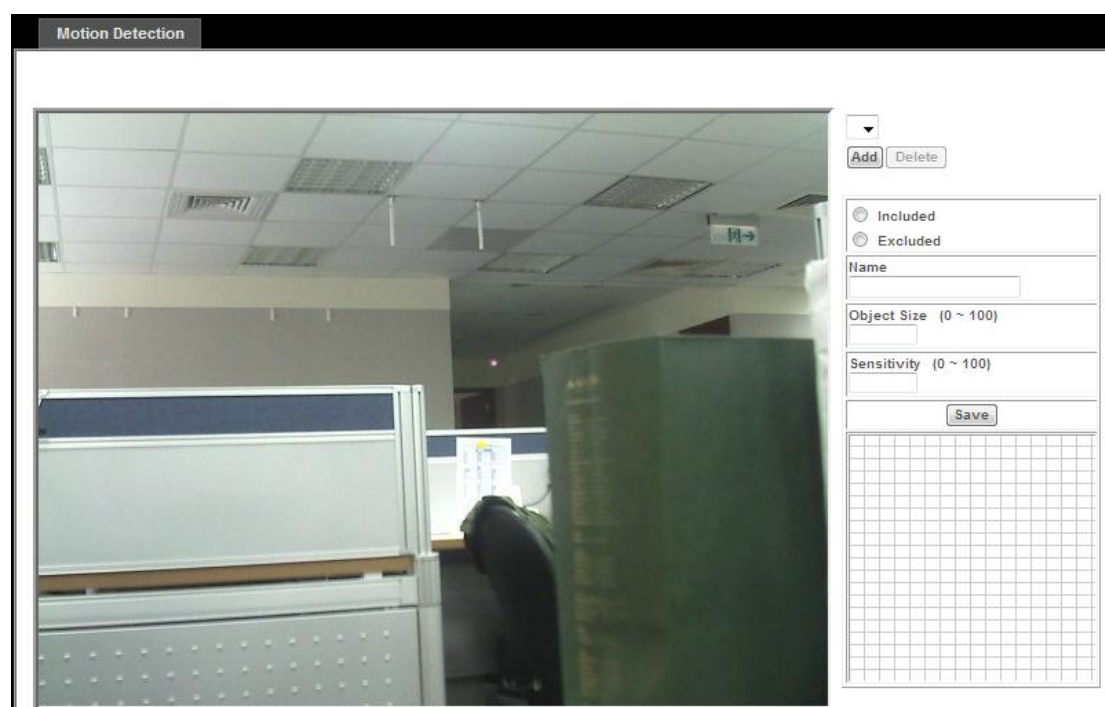 Motion Detection
Add Delete
Included
Excluded
Name
Object Size (0 ~ 100)
Sensitivity (0 ~ 100)
Save